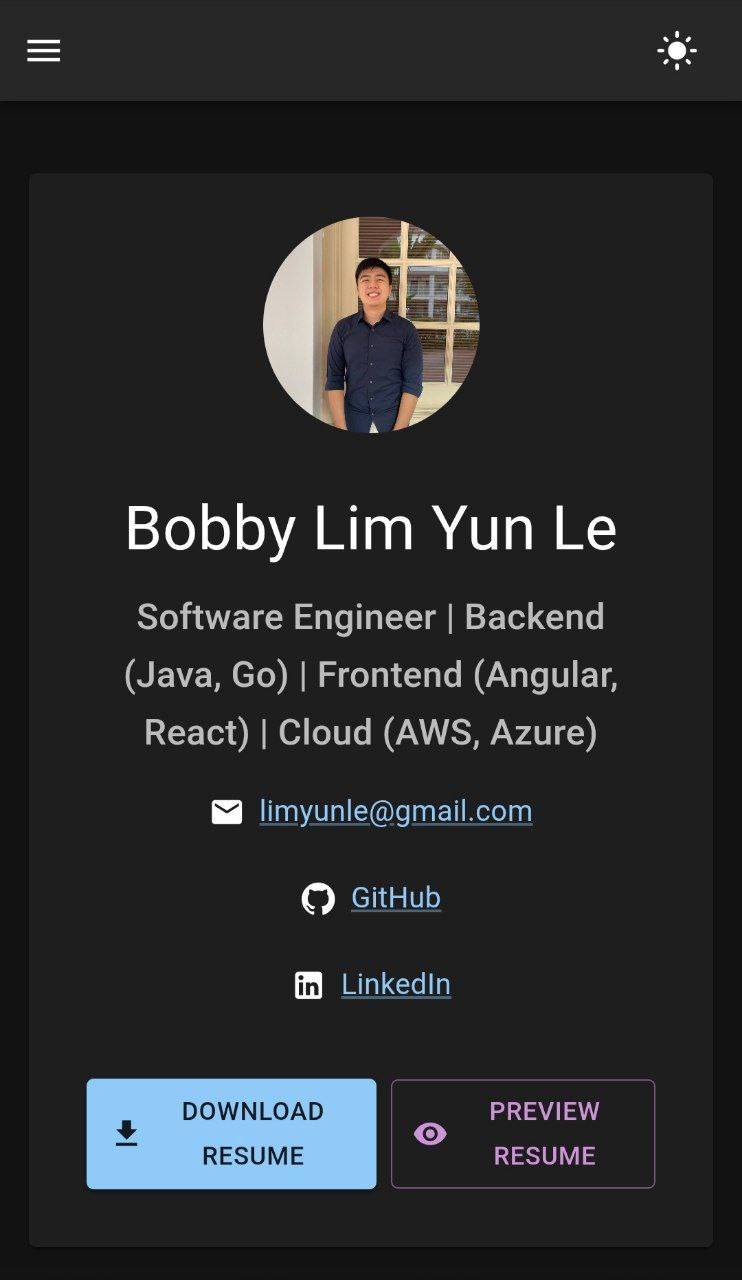 Bobby Lim Yun Le
Software Engineer | Backend
(Java, Go) | Frontend (Angular,
React) | Cloud (AWS, Azure)
limyunle@gmail.com
GitHub
LinkedIn
DOWNLOAD
RESUME
PREVIEW
RESUME